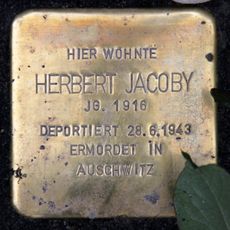 HIER WOHNTE
HERBERT JACOBY
JG. 1916
DEPORTIERT 28.6.1943
ERMORDET IN
AUSCHWITZ